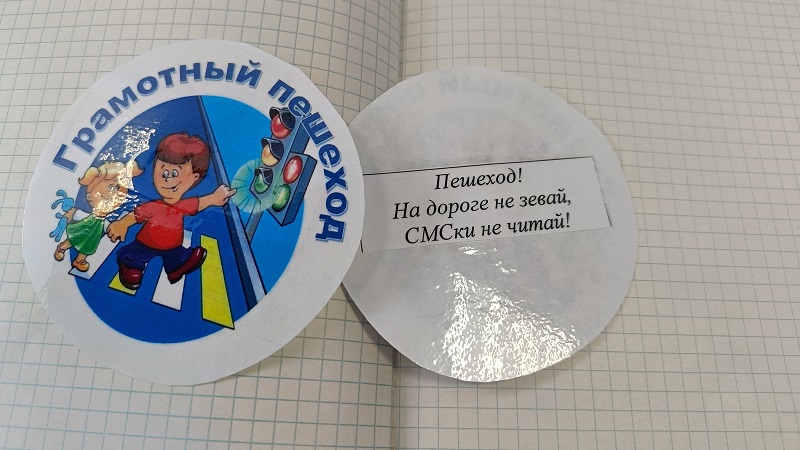 Грамотный пешеход
Пешеход!
На дороге не зевай,
СМСки не читай!